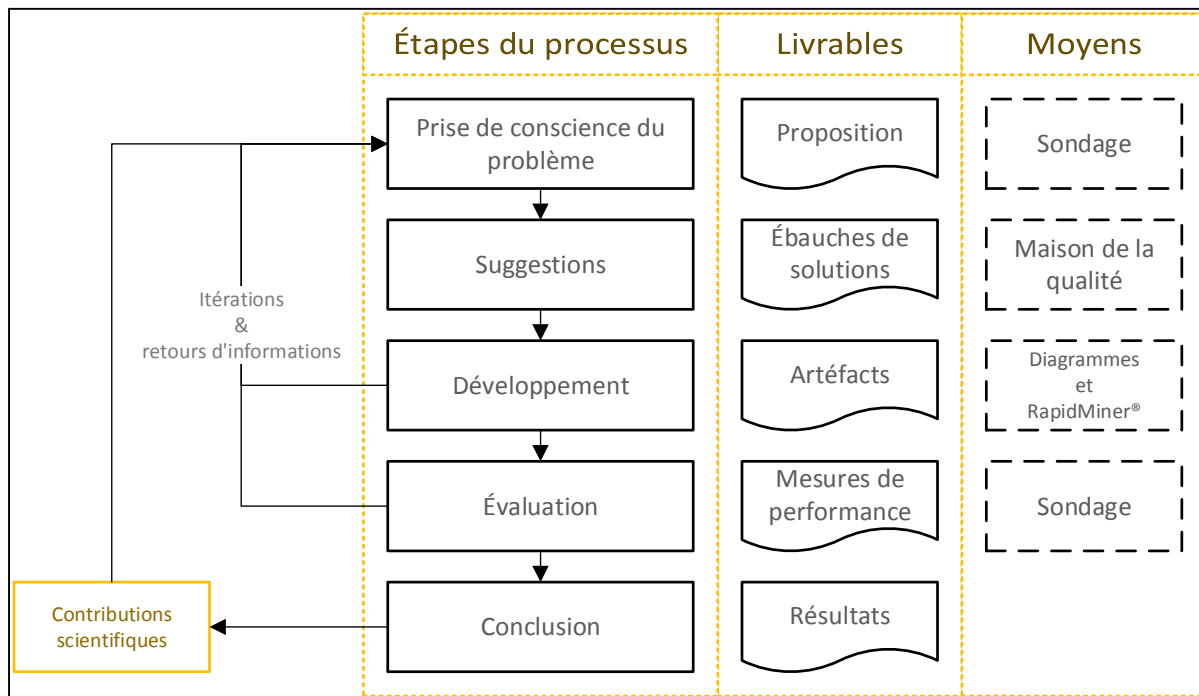 Étapes du processus
Livrables
Moyens
Prise de conscience du
problème
Proposition
Sondage
Suggestions
Ébauches de
solutions
Maison de la
qualité
Itérations
&
retours d'informations
Développement
Artéfacts
Diagrammes
et
RapidMiner®
Évaluation
Mesures de
performance
Sondage
Contributions
scientifiques
Conclusion
Résultats